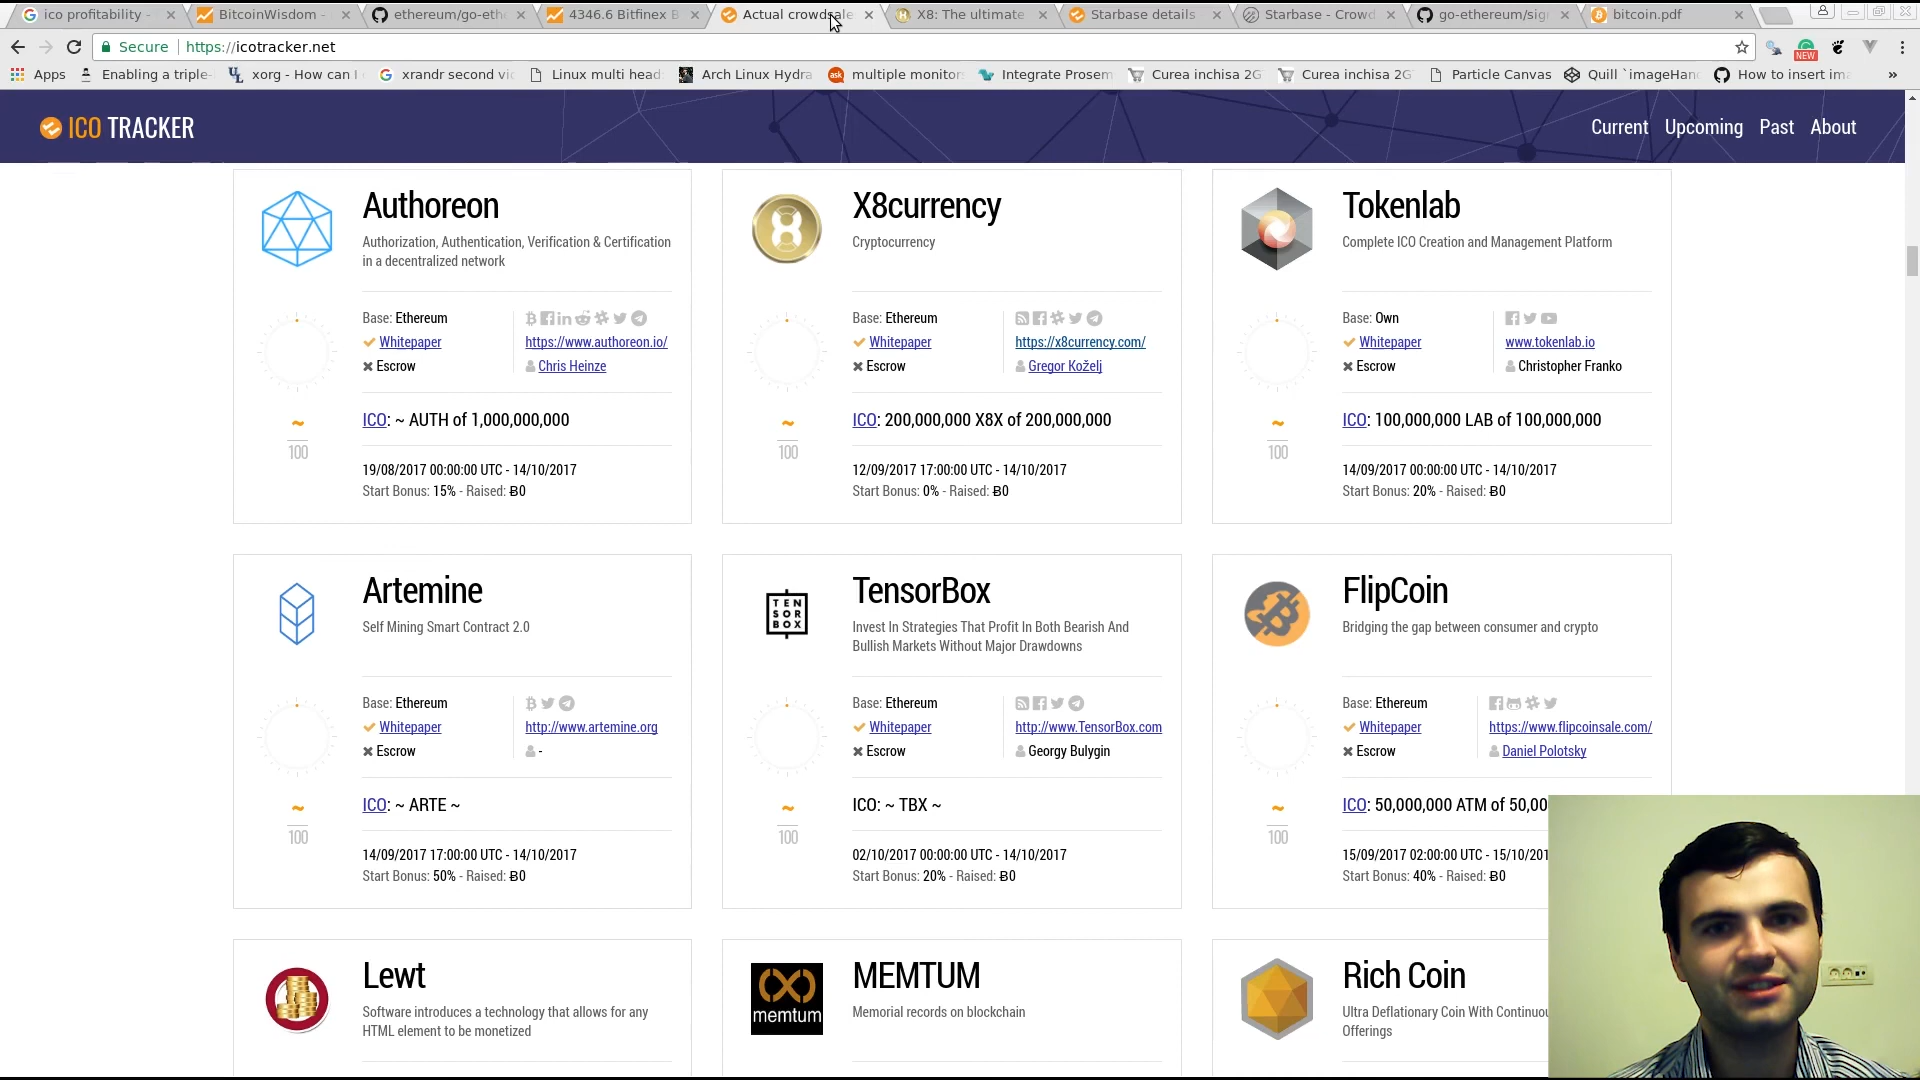 ico profitability -
BitcoinWisdom -
ethereum/go-eth
4346.6 Bitfinex B
Actual crowdsale
X8: The ultimate
Starbase details
Starbase - Crowd
go-ethereum/sig
bitcoin.pdf
Secure
https://icotracker.net
NEW
Apps
Enabling a triple-
xorg - How can I
xrandr second vi
Linux multi head
Arch Linux Hydra
ask
multiple monitor
Integrate Prosem
Curea inchisa 2G
Curea inchisa 2G
Particle Canvas
Quill `imageHan
How to insert im
»
ICO TRACKER
Current
Upcoming
Past
About
Authoreon
Authorization, Authentication, Verification & Certification
in a decentralized network
Base: Ethereum
Whitepaper
https://www.authoreon.io/
Escrow
Chris Heinze
~
100
ICO: ~ AUTH of 1,000,000,000
19/08/2017 00:00:00 UTC - 14/10/2017
Start Bonus: 15% - Raised: Ƀ0
X8currency
Cryptocurrency
Base: Ethereum
Whitepaper
https://x8currency.com/
Escrow
Gregor Koželj
~
100
ICO: 200,000,000 X8X of 200,000,000
12/09/2017 17:00:00 UTC - 14/10/2017
Start Bonus: 0% - Raised: Ƀ0
Tokenlab
Complete ICO Creation and Management Platform
Base: Own
Whitepaper
www.tokenlab.io
Escrow
Christopher Franko
~
100
ICO: 100,000,000 LAB of 100,000,000
14/09/2017 00:00:00 UTC - 14/10/2017
Start Bonus: 20% - Raised: Ƀ0
Artemine
Self Mining Smart Contract 2.0
Base: Ethereum
Whitepaper
http://www.artemine.org
Escrow
-
~
100
ICO: ~ ARTE ~
14/09/2017 17:00:00 UTC - 14/10/2017
Start Bonus: 50% - Raised: Ƀ0
TEN
SOR
BOX
TensorBox
Invest In Strategies That Profit In Both Bearish And
Bullish Markets Without Major Drawdowns
Base: Ethereum
Whitepaper
http://www.TensorBox.com
Escrow
Georgy Bulygin
~
100
ICO: ~ TBX ~
02/10/2017 00:00:00 UTC - 14/10/2017
Start Bonus: 20% - Raised: Ƀ0
FlipCoin
Bridging the gap between consumer and crypto
Base: Ethereum
Whitepaper
https://www.flipcoinsale.com/
Escrow
Daniel Polotsky
~
100
ICO: 50,000,000 ATM of 50,00
15/09/2017 02:00:00 UTC - 15/10/201
Start Bonus: 40% - Raised: Ƀ0
Lewt
Software introduces a technology that allows for any
HTML element to be monetized
memtum
MEMTUM
Memorial records on blockchain
Rich Coin
Ultra Deflationary Coin With Continuou
Offerings